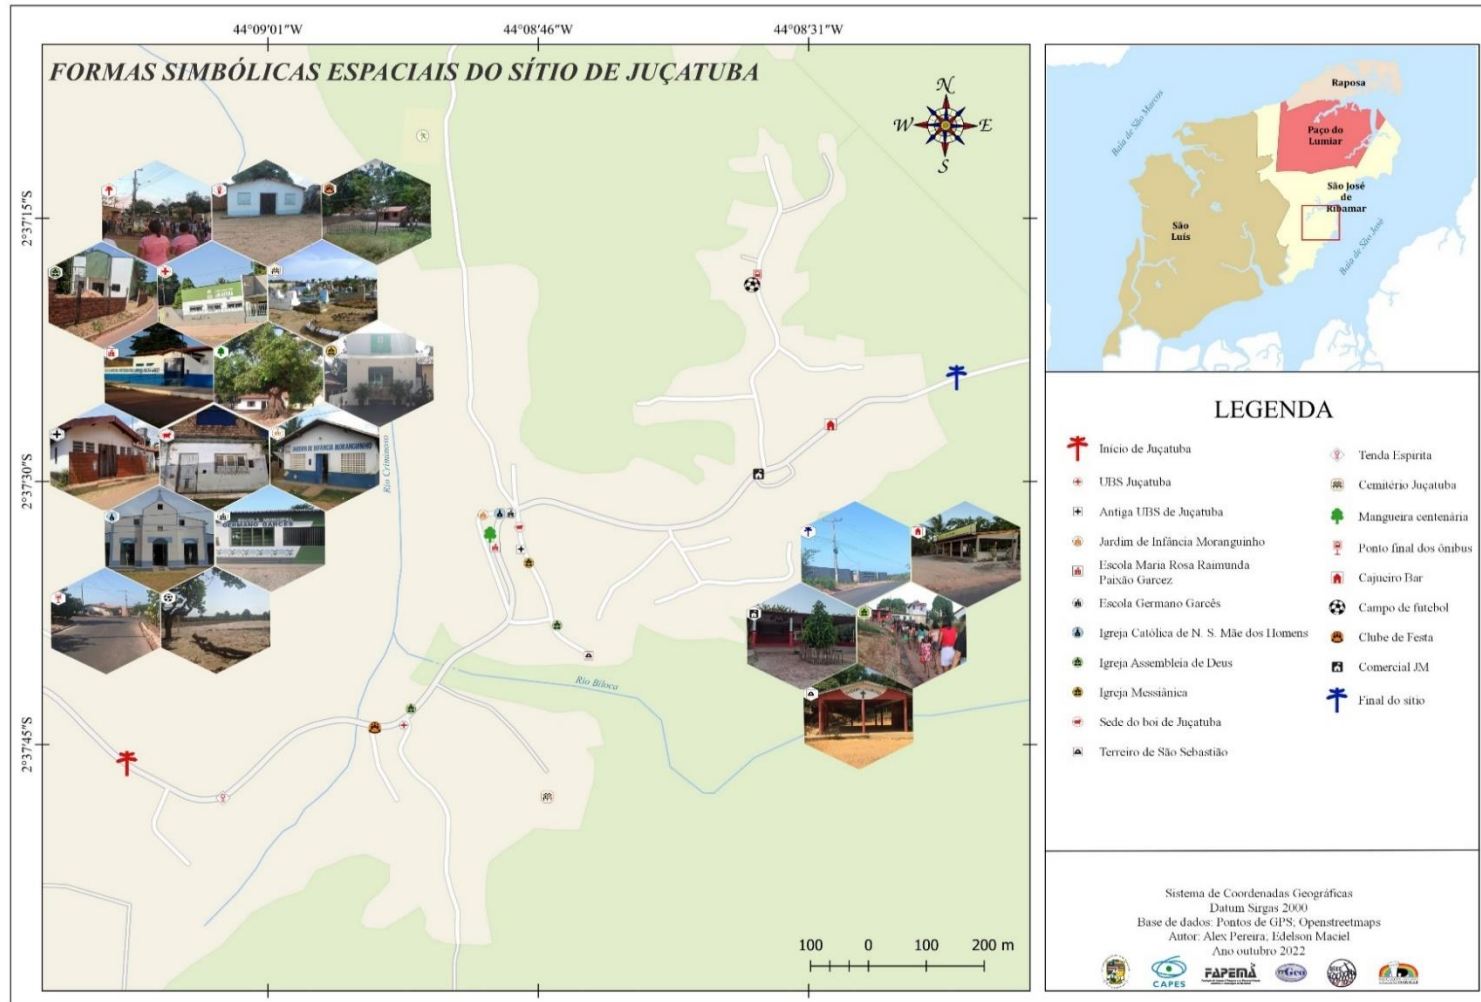 44°09′01″W
44°08′46″W
44°08′31″W
FORMAS SIMBÓLICAS ESPACIAIS DO SÍTIO DE JUÇATUBA
N
W
E
S
2°37′15″S
2°37′30″S
2°37′45″S
Rio Criminoso
Rio Biloca
JARDIM DE INFÂNCIA MORANGUINHO
GERMANO GARCÊS
100 0 100 200 m
Baía de São Marcos
Raposa
Paço do
Lumiar
São José
de
Ribamar
São
Luís
Baía de São José
LEGENDA
Início de Juçatuba
UBS Juçatuba
Antiga UBS de Juçatuba
Jardim de Infância Moranguinho
Escola Maria Rosa Raimunda
Paixão Garcez
Escola Germano Garcês
Igreja Católica de N. S. Mãe dos Homens
Igreja Assembleia de Deus
Igreja Messiânica
Sede do boi de Juçatuba
Terreiro de São Sebastião
Tenda Espírita
Cemitério Juçatuba
Mangueira centenária
Ponto final dos ônibus
Cajueiro Bar
Campo de futebol
Clube de Festa
Comercial JM
Final do sítio
Sistema de Coordenadas Geográficas
Datum Sirgas 2000
Base de dados: Pontos de GPS; Openstreetmaps
Autor: Alex Pereira; Edelson Maciel
Ano outubro 2022
CAPES
FAPEMA